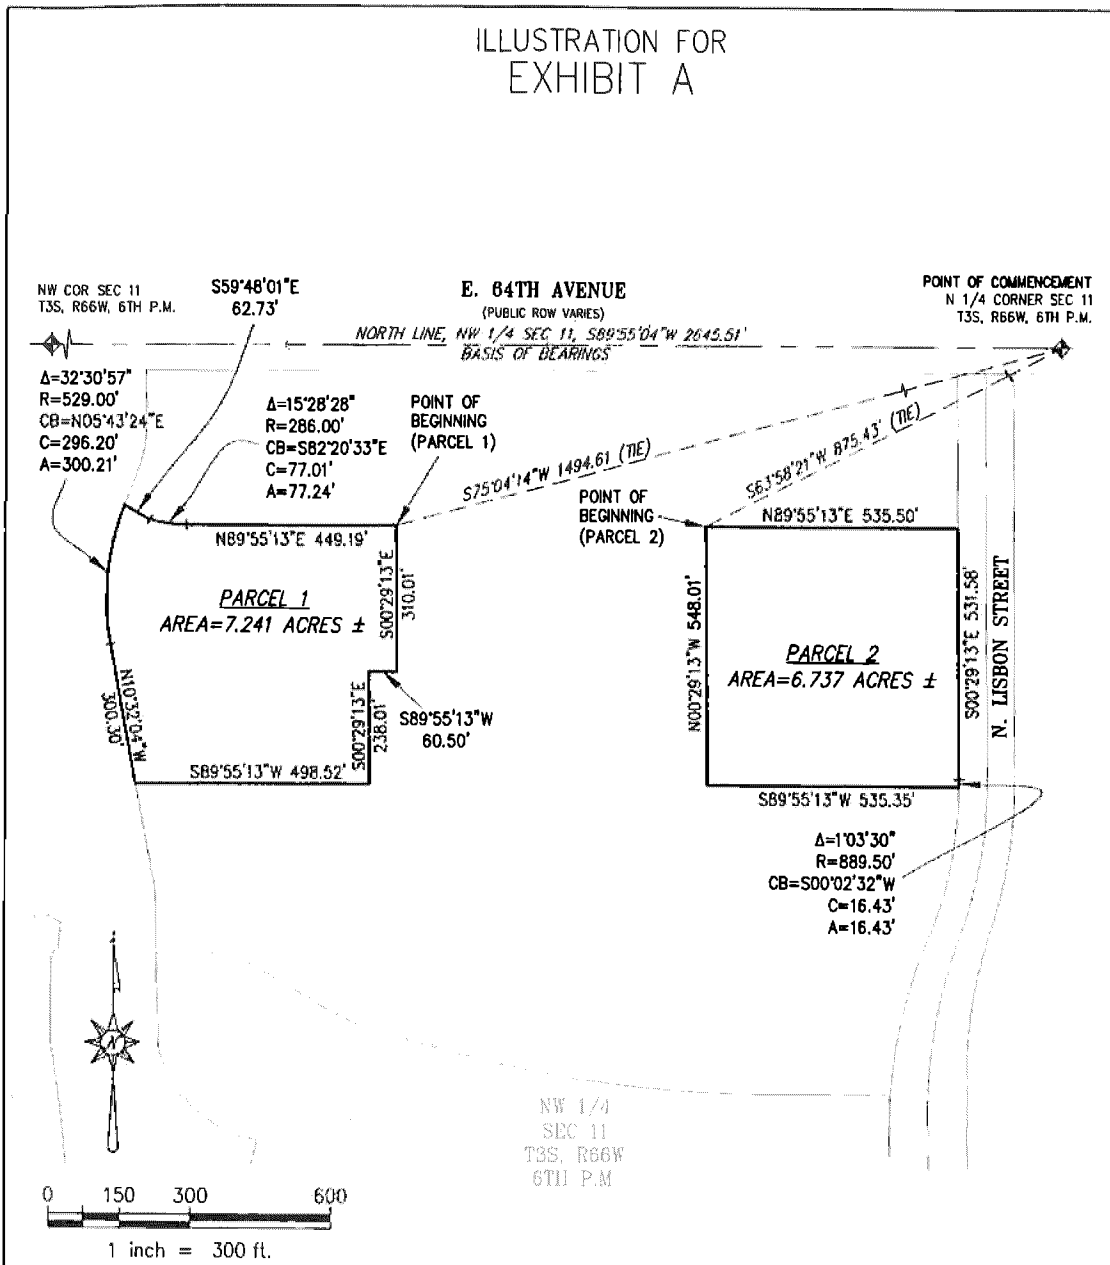 ILLUSTRATION FOR
EXHIBIT A
NW COR SEC 11
T3S, R66W, 6TH P.M.
S59°48'01"E
62.73'
E. 64TH AVENUE
(PUBLIC ROW VARIES)
NORTH LINE, NW 1/4 SEC 11, S89°55'04"W 2645.51'
BASIS OF BEARINGS
POINT OF COMMENCEMENT
N 1/4 CORNER SEC 11
T3S, R66W, 6TH P.M.
Δ=32°30'57"
R=529.00'
CB=N05°43'24"E
C=296.20'
A=300.21'
Δ=15°28'28"
R=286.00'
CB=S82°20'33"E
C=77.01'
A=77.24'
POINT OF
BEGINNING
(PARCEL 1)
S75°04'14"W 1494.61 (TIE)
S63°58'21"W 875.43' (TIE)
POINT OF
BEGINNING
(PARCEL 2)
N89°55'13"E 449.19'
N89°55'13"E 535.50'
PARCEL 1
AREA=7.241 ACRES ±
S00°29'13"E
310.01'
N00°29'13"W 548.01'
PARCEL 2
AREA=6.737 ACRES ±
S00°29'13"E 531.58'
N. LISBON STREET
N10°32'04"W
300.30'
S00°29'13"E
238.01'
S89°55'13"W
60.50'
S89°55'13"W 498.52'
S89°55'13"W 535.35'
Δ=1°03'30"
R=889.50'
CB=S00°02'32"W
C=16.43'
A=16.43'
N
NW 1/4
SEC 11
T3S, R66W
6TH P.M
0 150 300 600
1 inch = 300 ft.